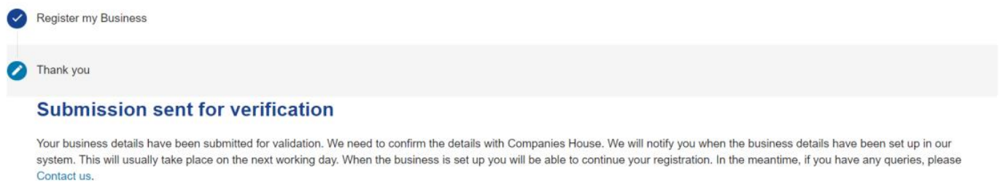 Register my Business
Thank you
Submission sent for verification
Your business details have been submitted for validation. We need to confirm the details with Companies House. We will notify you when the business details have been set up in our
system. This will usually take place on the next working day. When the business is set up you will be able to continue your registration. In the meantime, if you have any queries, please
Contact us.